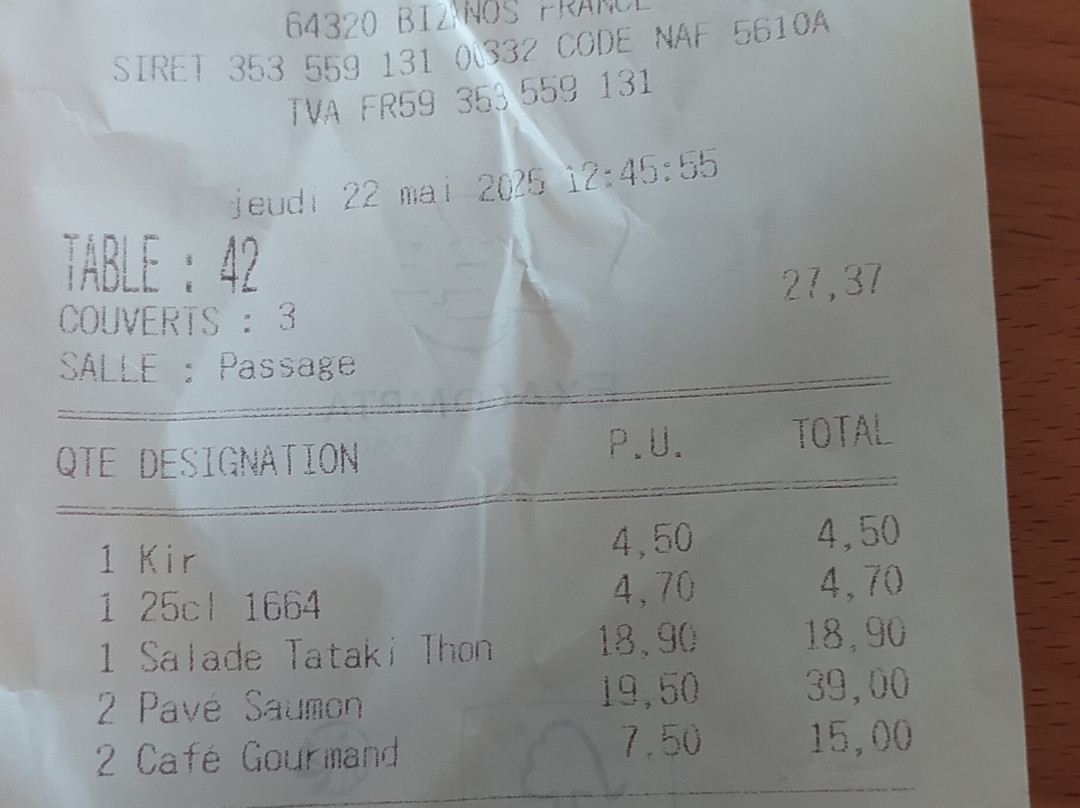 64320 BIZANOS FRANCE
SIRET 353 559 131 00332 CODE NAF 5610A
TVA FR59 353 559 131
jeudi 22 mai 2025 12:45:55
TABLE : 42
27,37
COUVERTS : 3
SALLE : Passage
QTE DESIGNATION P.U. TOTAL
1 Kir 4,50 4,50
1 25cl 1664 4,70 4,70
1 Salade Tataki Thon 18,90 18,90
2 Pavé Saumon 19,50 39,00
2 Café Gourmand 7.50 15,00